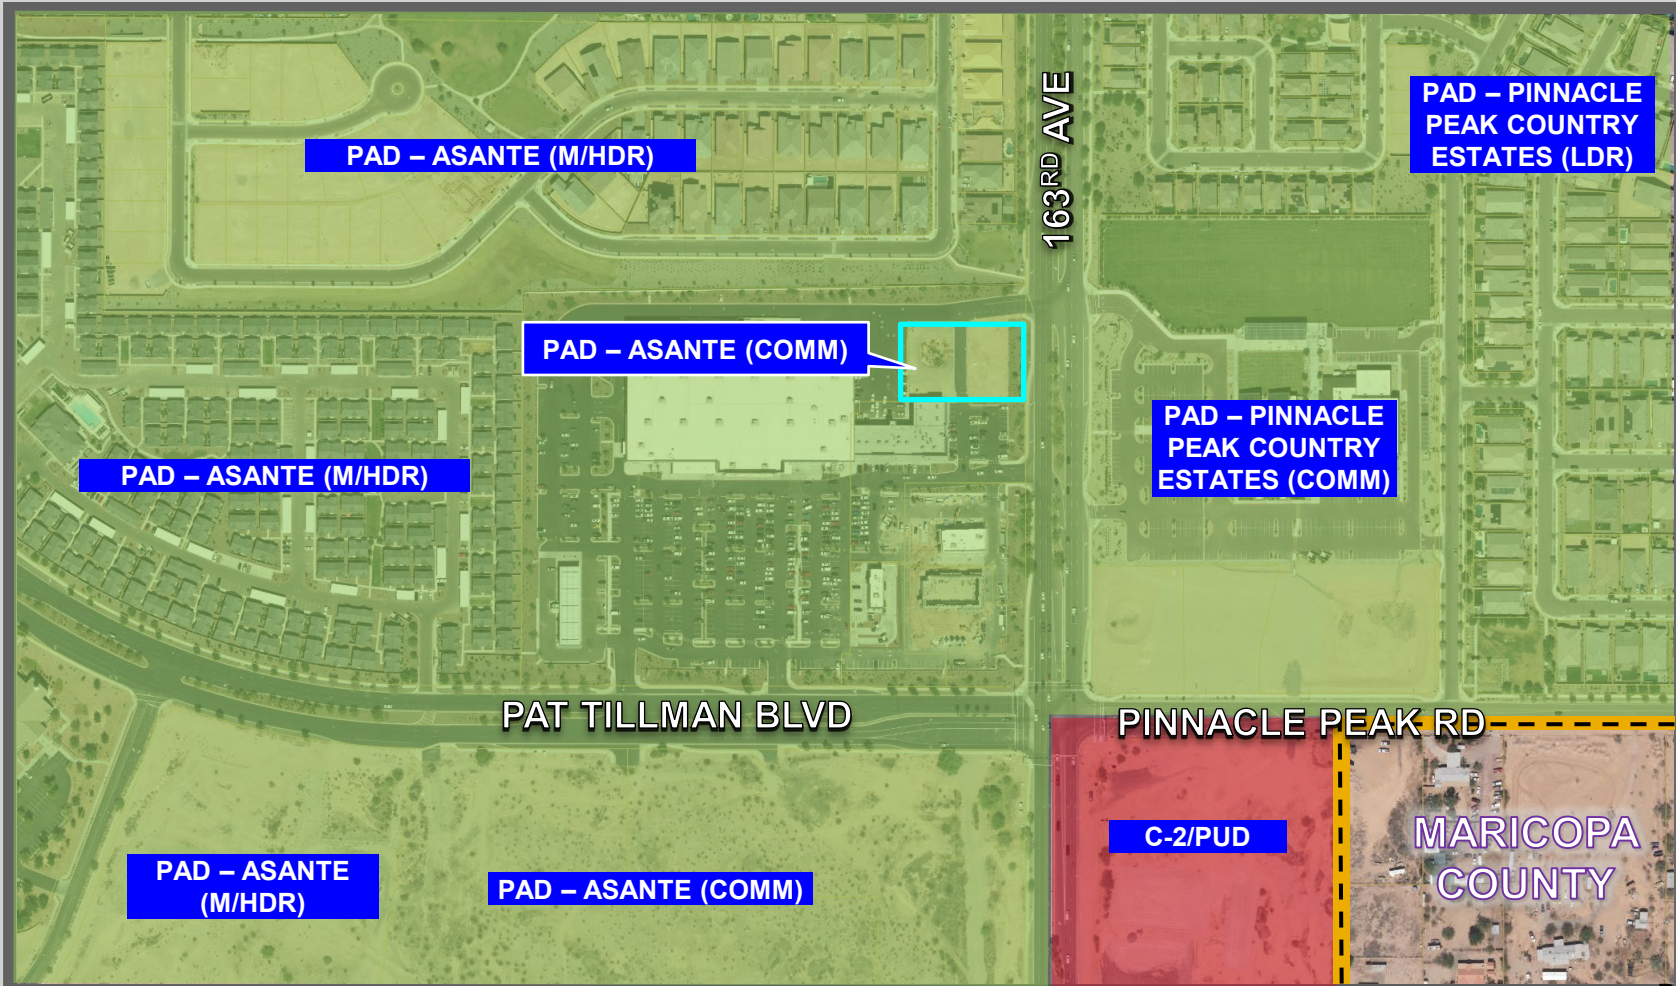 PAD – PINNACLE
PEAK COUNTRY
ESTATES (LDR)
163RD AVE
PAD – ASANTE (M/HDR)
PAD – ASANTE (COMM)
PAD – PINNACLE
PEAK COUNTRY
ESTATES (COMM)
PAD – ASANTE (M/HDR)
PAT TILLMAN BLVD
PINNACLE PEAK RD
C-2/PUD
MARICOPA
COUNTY
PAD – ASANTE
(M/HDR)
PAD – ASANTE (COMM)